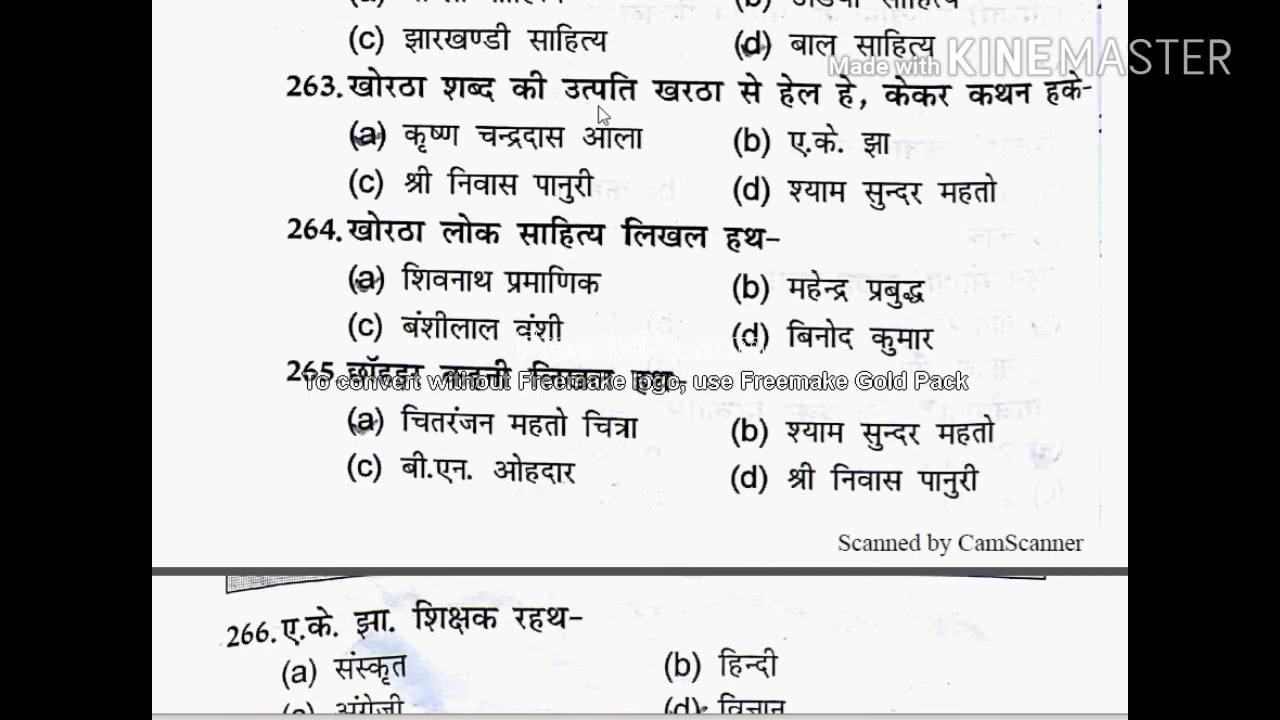 (c) झारखण्डी साहित्य (d) बाल साहित्य
Made with KINEMASTER
263. खोरठा शब्द की उत्पति खरठा से हेल हे, केकर कथन हके-
(a) कृष्ण चन्द्रदास आला (b) ए.के. झा
(c) श्री निवास पानुरी (d) श्याम सुन्दर महतो
264. खोरठा लोक साहित्य लिखल हथ-
(a) शिवनाथ प्रमाणिक (b) महेन्द्र प्रबुद्ध
(c) बंशीलाल वंशी (d) बिनोद कुमार
265
To convert without Freemake logo, use Freemake Gold Pack
(a) चितरंजन महतो चित्रा (b) श्याम सुन्दर महतो
(c) बी.एन. ओहदार (d) श्री निवास पानुरी
Scanned by CamScanner
266. ए.के. झा. शिक्षक रहथ-
(a) संस्कृत (b) हिन्दी
(c) अंग्रेजी (d) विज्ञान